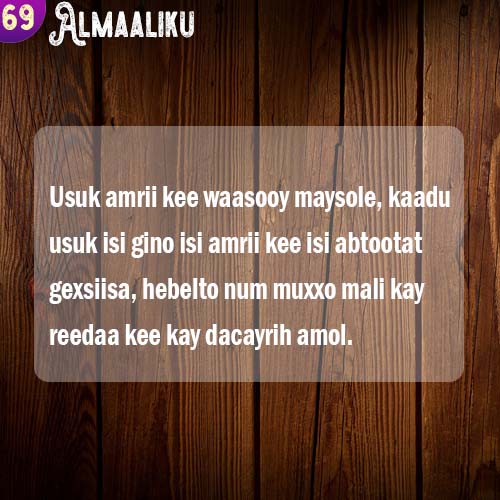 69 Almaaliku
Usuk amrii kee waasooy maysole, kaadu
usuk isi gino isi amrii kee isi abtootat
gexsiisa, hebelto num muxxo mali kay
reedaa kee kay dacayrih amol.